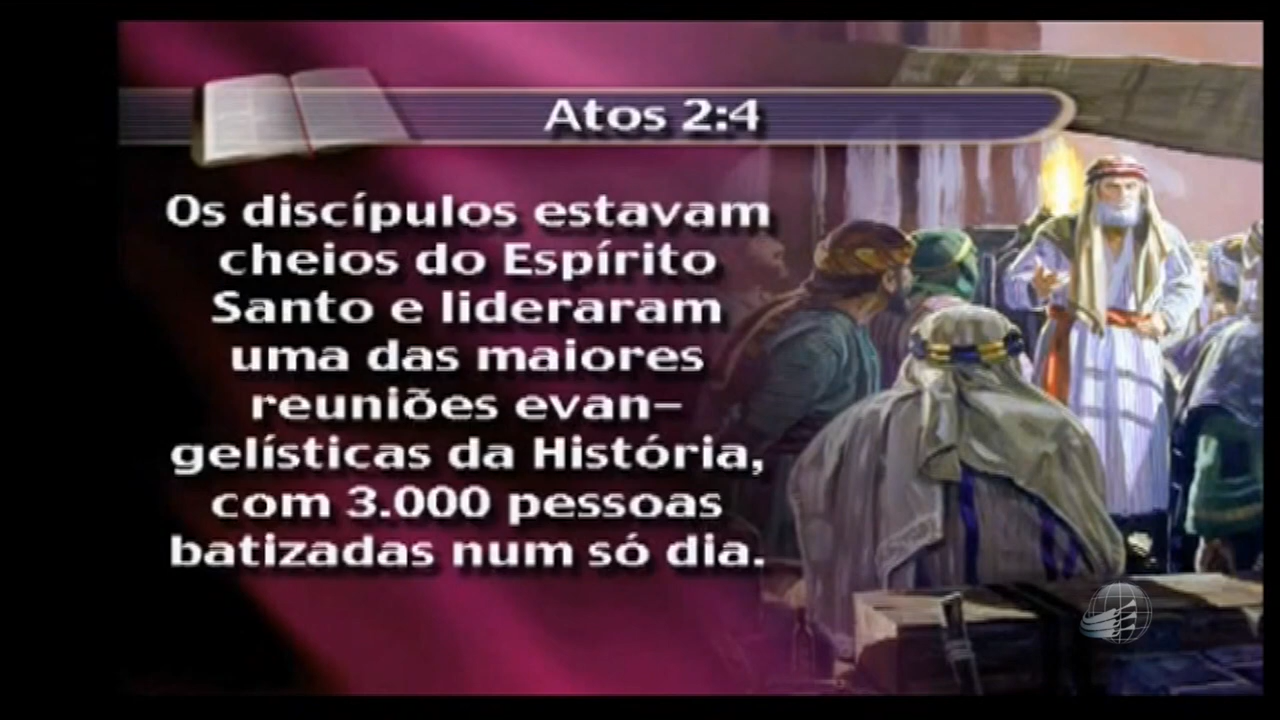 Atos 2:4
Os discípulos estavam
cheios do Espírito
Santo e lideraram
uma das maiores
reuniões evan-
gelísticas da História,
com 3.000 pessoas
batizadas num só dia.